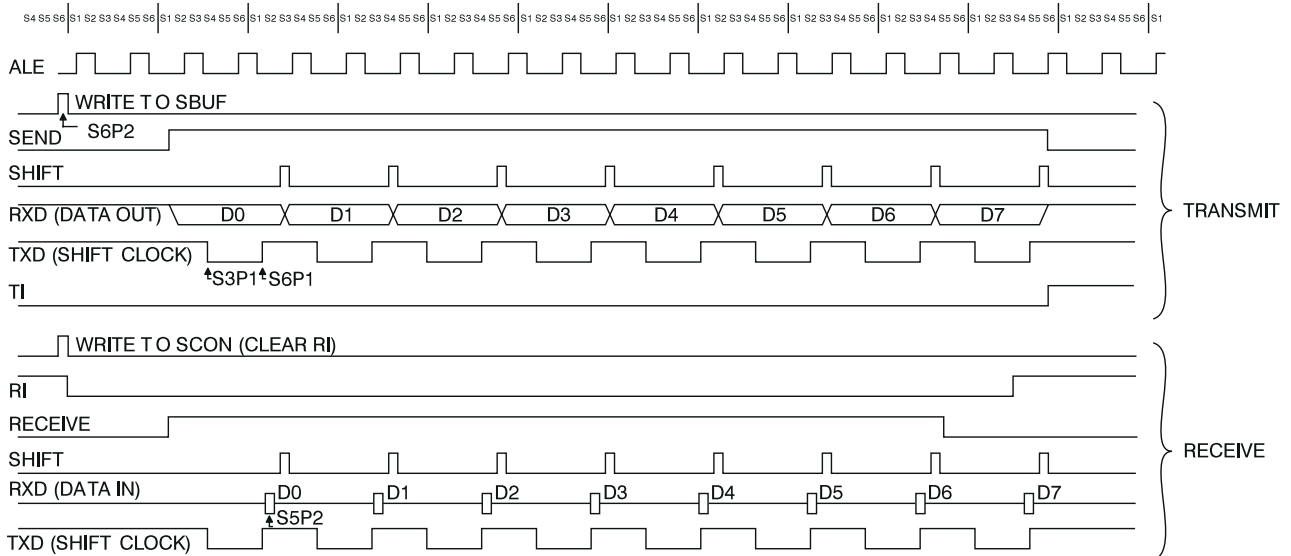 S4 S5 S6 S1 S2 S3 S4 S5 S6 S1 S2 S3 S4 S5 S6 S1 S2 S3 S4 S5 S6 S1 S2 S3 S4 S5 S6 S1 S2 S3 S4 S5 S6 S1 S2 S3 S4 S5 S6 S1 S2 S3 S4 S5 S6 S1 S2 S3 S4 S5 S6 S1 S2 S3 S4 S5 S6 S1 S2 S3 S4 S5 S6 S1 S2 S3 S4 S5 S6 S1 S2 S3 S4 S5 S6 S1
ALE
WRITE T O SBUF
S6P2
SEND
SHIFT
RXD (DATA OUT) D0 D1 D2 D3 D4 D5 D6 D7
TRANSMIT
TXD (SHIFT CLOCK)
S3P1 S6P1
TI
WRITE T O SCON (CLEAR RI)
RI
RECEIVE
SHIFT
RECEIVE
RXD (DATA IN) D0 D1 D2 D3 D4 D5 D6 D7
S5P2
TXD (SHIFT CLOCK)